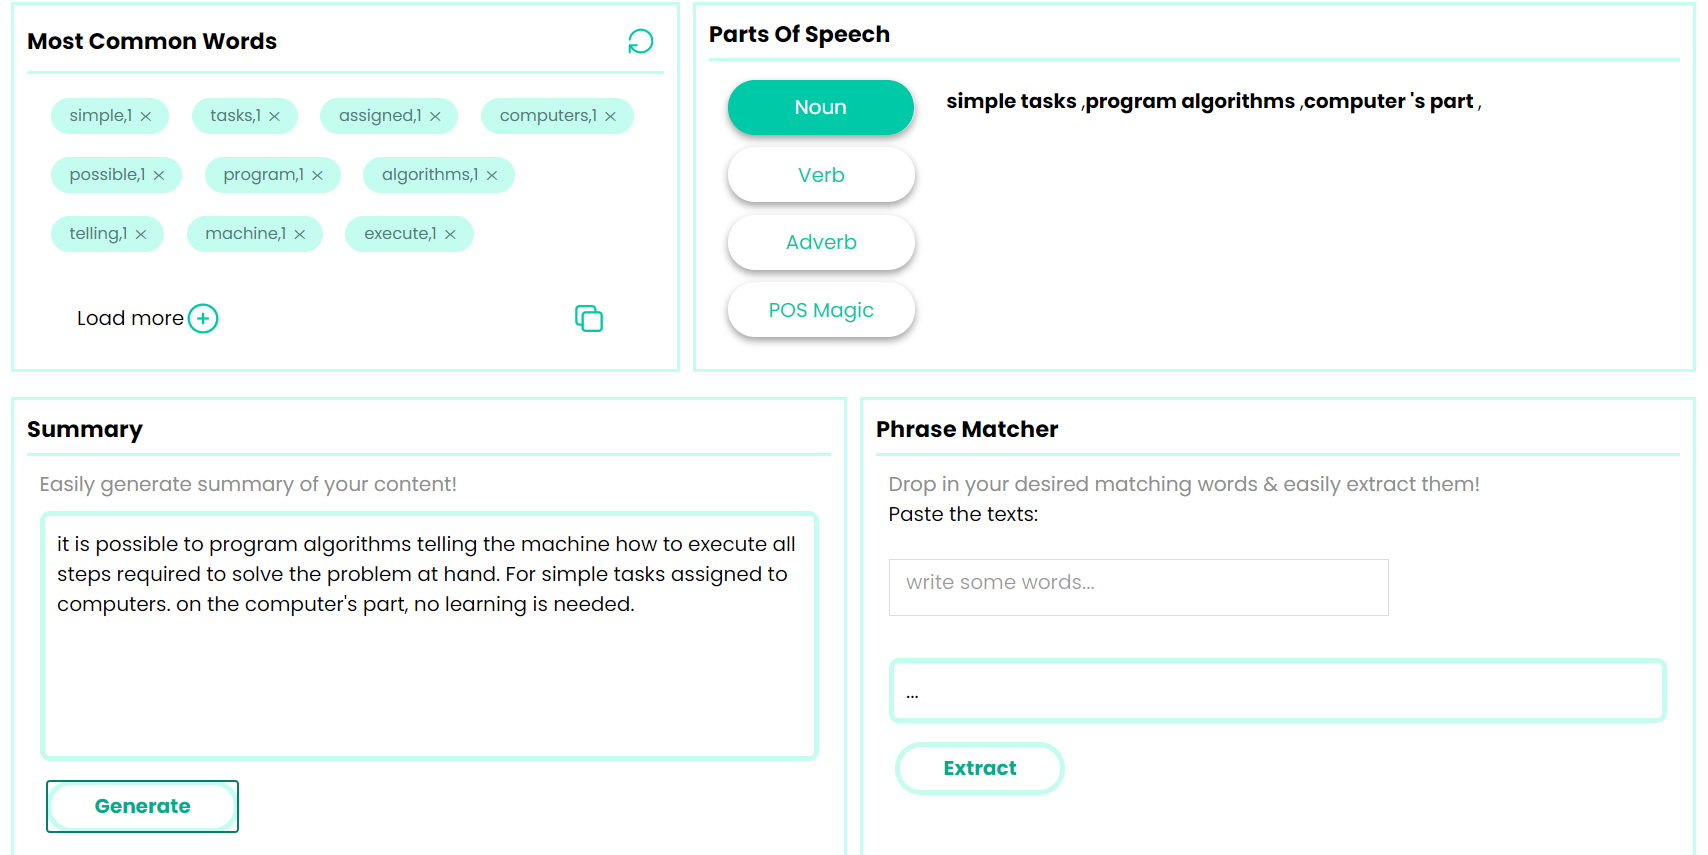 Most Common Words
simple,1 ×
tasks,1 ×
assigned,1 ×
computers,1 ×
possible,1 ×
program,1 ×
algorithms,1 ×
telling,1 ×
machine,1 ×
execute,1 ×
Load more
Parts Of Speech
Noun
Verb
Adverb
POS Magic
simple tasks ,program algorithms ,computer 's part ,
Summary
Easily generate summary of your content!
it is possible to program algorithms telling the machine how to execute all
steps required to solve the problem at hand. For simple tasks assigned to
computers. on the computer's part, no learning is needed.
Generate
Phrase Matcher
Drop in your desired matching words & easily extract them!
Paste the texts:
write some words...
...
Extract